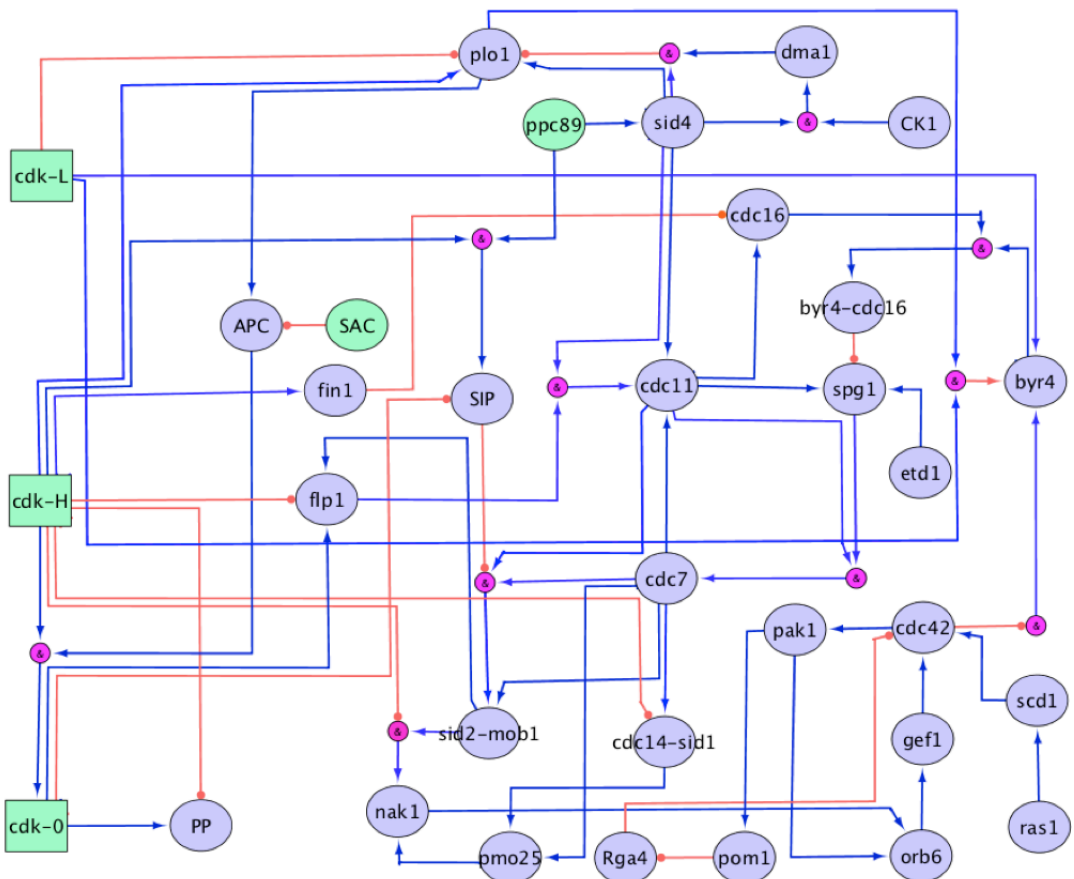 plo1
&
dma1
ppc89
sid4
&
CK1
cdk-L
cdc16
&
&
byr4-cdc16
APC
SAC
fin1
SIP
&
cdc11
spg1
&
byr4
etd1
cdk-H
flp1
&
cdc7
&
pak1
cdc42
&
&
scd1
&
sid2-mob1
cdc14-sid1
gef1
nak1
cdk-0
PP
ras1
pmo25
Rga4
pom1
orb6